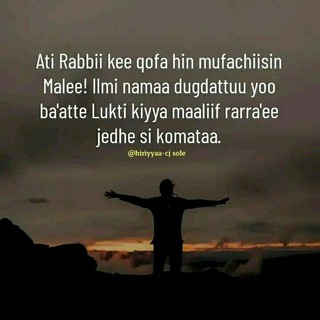 Ati Rabbii kee qofa hin mufachiisin
Malee! Ilmi namaa dugdattuu yoo
ba'atte Lukti kiyya maaliif rarra'ee
jedhe si komataa.
@hiriyyaa-cj sole